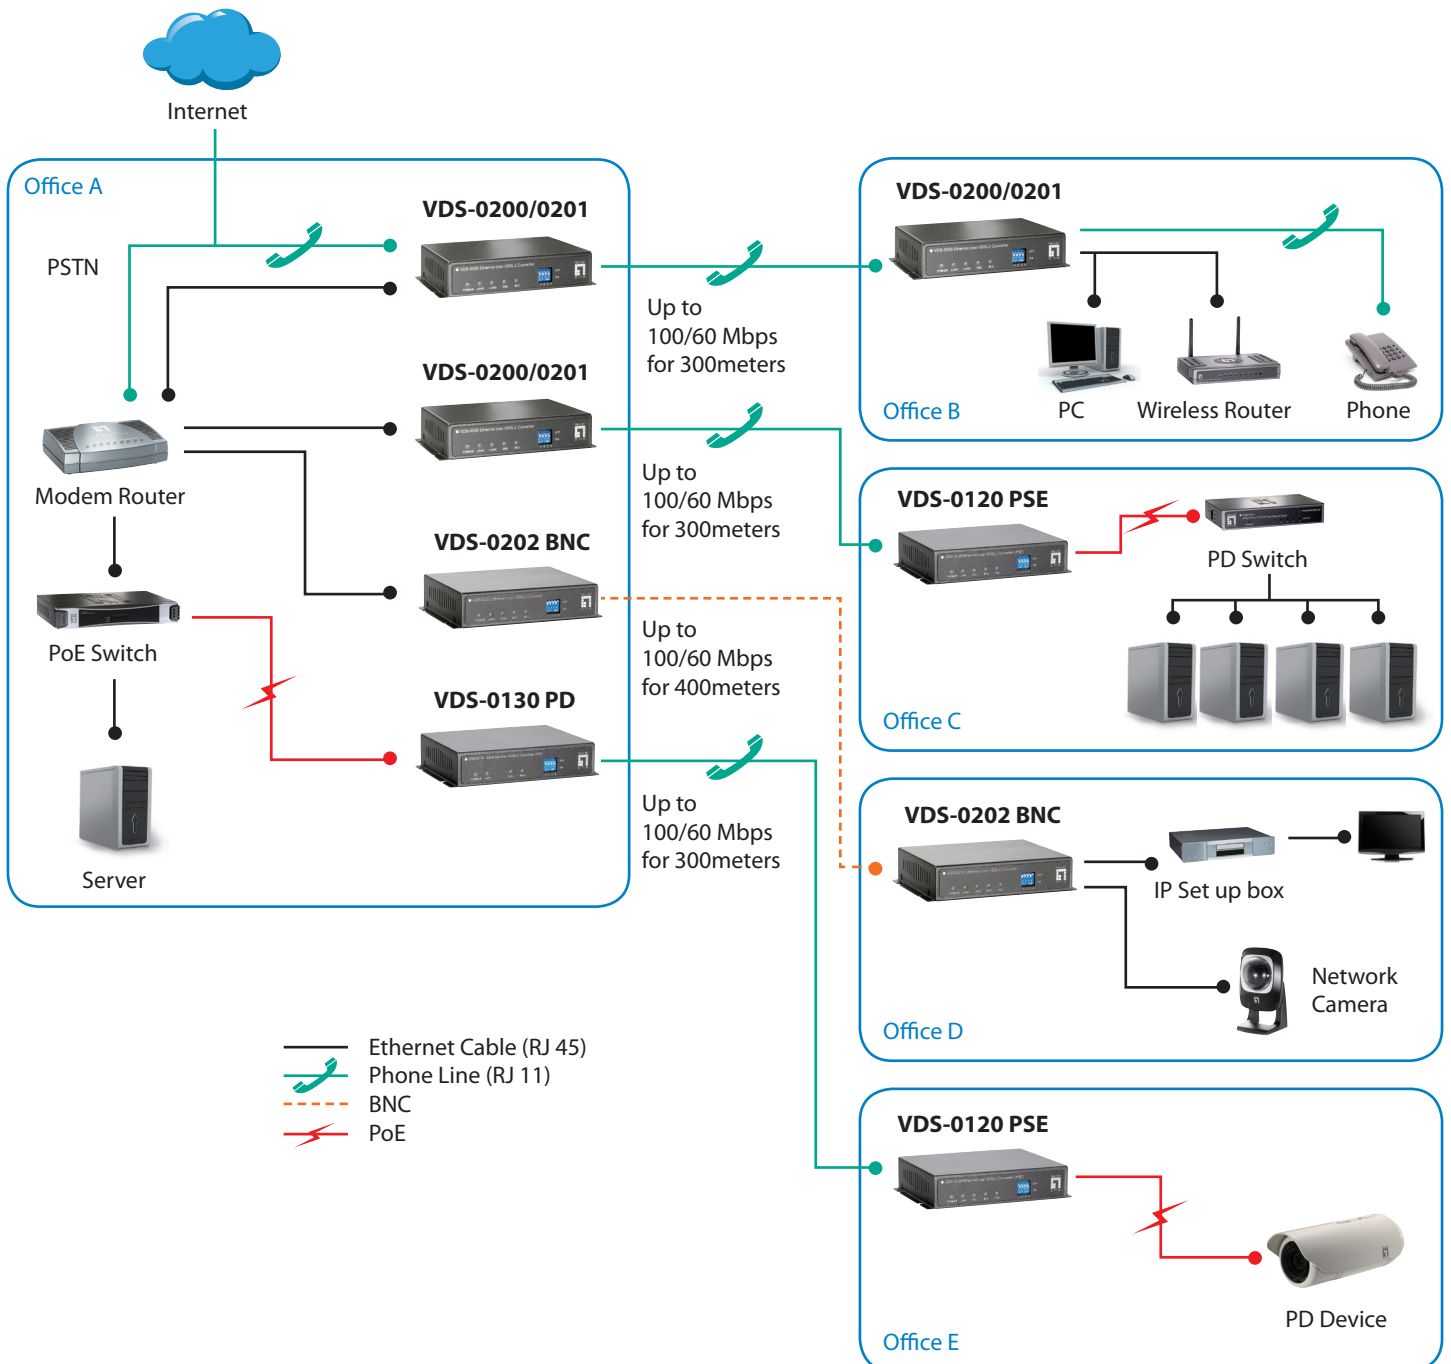 Internet
Office A
PSTN
VDS-0200/0201
VDS-0200/0201
Modem Router
VDS-0202 BNC
PoE Switch
VDS-0130 PD
Server
Up to
100/60 Mbps
for 300meters
Up to
100/60 Mbps
for 300meters
Up to
100/60 Mbps
for 400meters
Up to
100/60 Mbps
for 300meters
VDS-0200/0201
PC
Wireless Router
Phone
Office B
VDS-0120 PSE
PD Switch
Office C
VDS-0202 BNC
IP Set up box
Network
Camera
Office D
VDS-0120 PSE
PD Device
Office E
Ethernet Cable (RJ 45)
Phone Line (RJ 11)
BNC
PoE